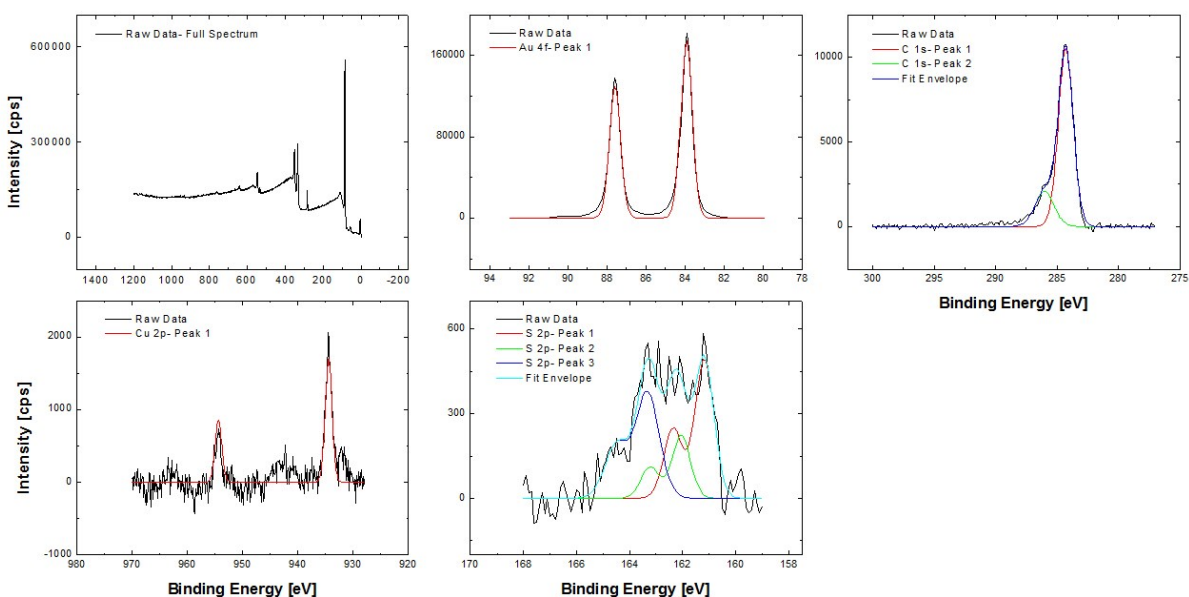 Raw Data- Full Spectrum
600000
300000
0
1400 1200 1000 800 600 400 200 0 -200
Intensity [cps]
Raw Data
Au 4f- Peak 1
160000
80000
0
94 92 90 88 86 84 82 80 78
Raw Data
C 1s- Peak 1
C 1s- Peak 2
Fit Envelope
10000
5000
0
300 295 290 285 280 275
Binding Energy [eV]
Raw Data
Cu 2p- Peak 1
2000
1000
0
-1000
980 970 960 950 940 930 920
Intensity [cps]
Binding Energy [eV]
Raw Data
S 2p- Peak 1
S 2p- Peak 2
S 2p- Peak 3
Fit Envelope
600
300
0
170 168 166 164 162 160 158
Binding Energy [eV]